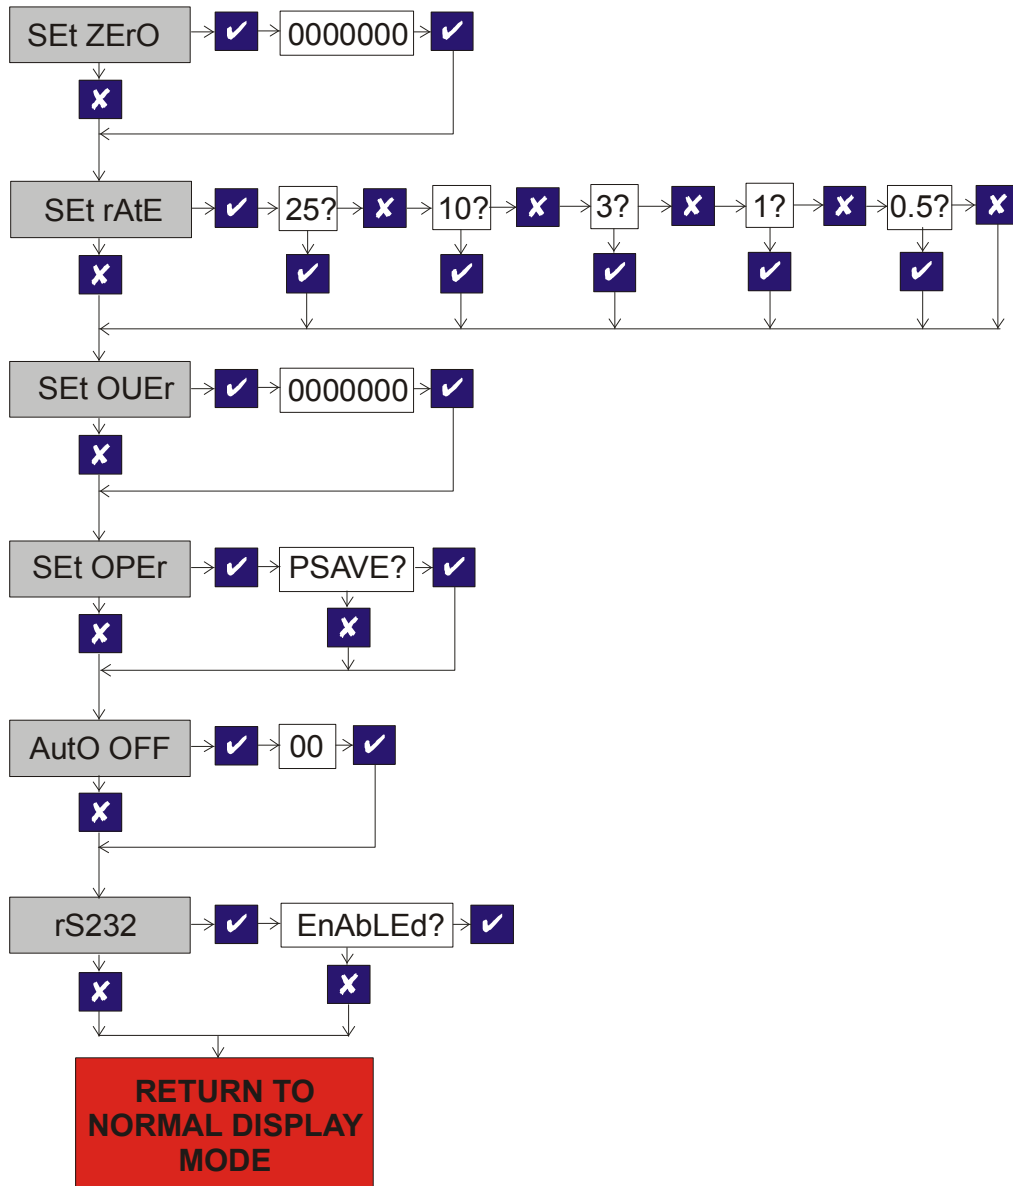 SEt ZErO ✔ 0000000 ✔
✘
SEt rAtE ✔ 25? ✘ 10? ✘ 3? ✘ 1? ✘ 0.5? ✘
✘ ✔ ✔ ✔ ✔ ✔
SEt OUEr ✔ 0000000 ✔
✘
SEt OPEr ✔ PSAVE? ✔
✘ ✘
AutO OFF ✔ 00 ✔
✘
rS232 ✔ EnAbLEd? ✔
✘ ✘
RETURN TO
NORMAL DISPLAY
MODE